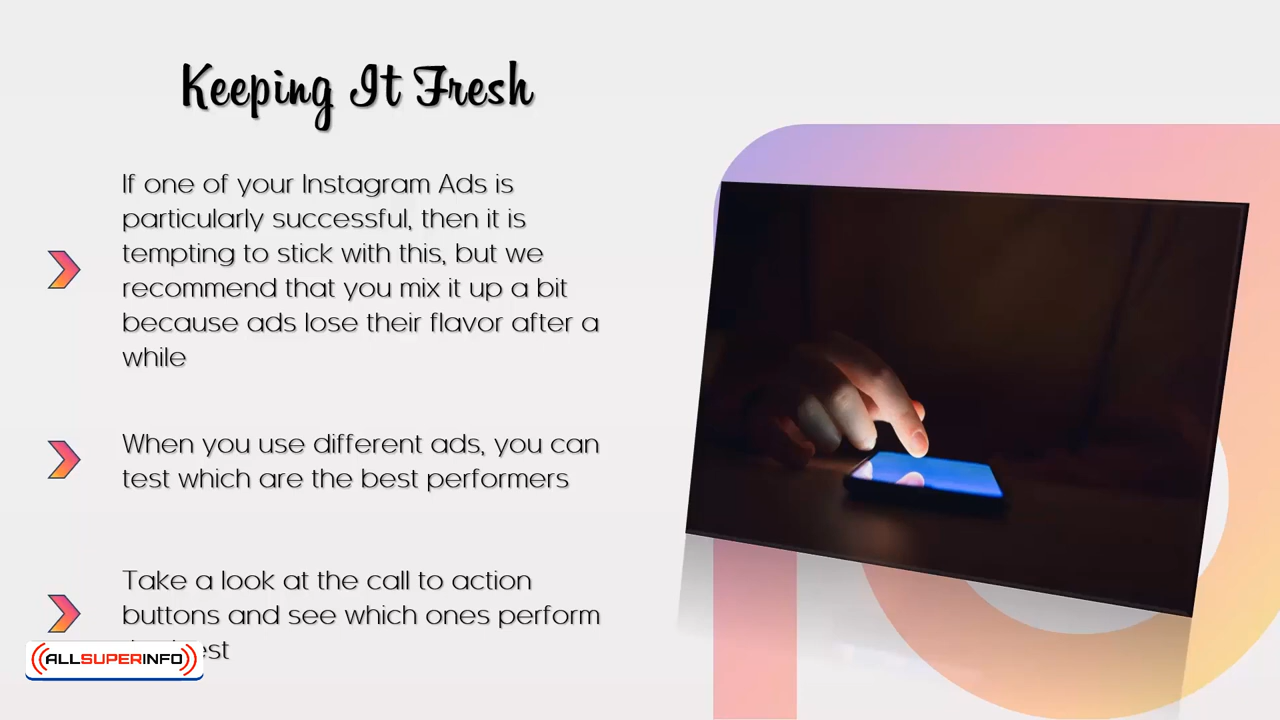 Keeping It Fresh
If one of your Instagram Ads is
particularly successful, then it is
tempting to stick with this, but we
recommend that you mix it up a bit
because ads lose their flavor after a
while
When you use different ads, you can
test which are the best performers
Take a look at the call to action
buttons and see which ones perform
ALLSUPERINFO